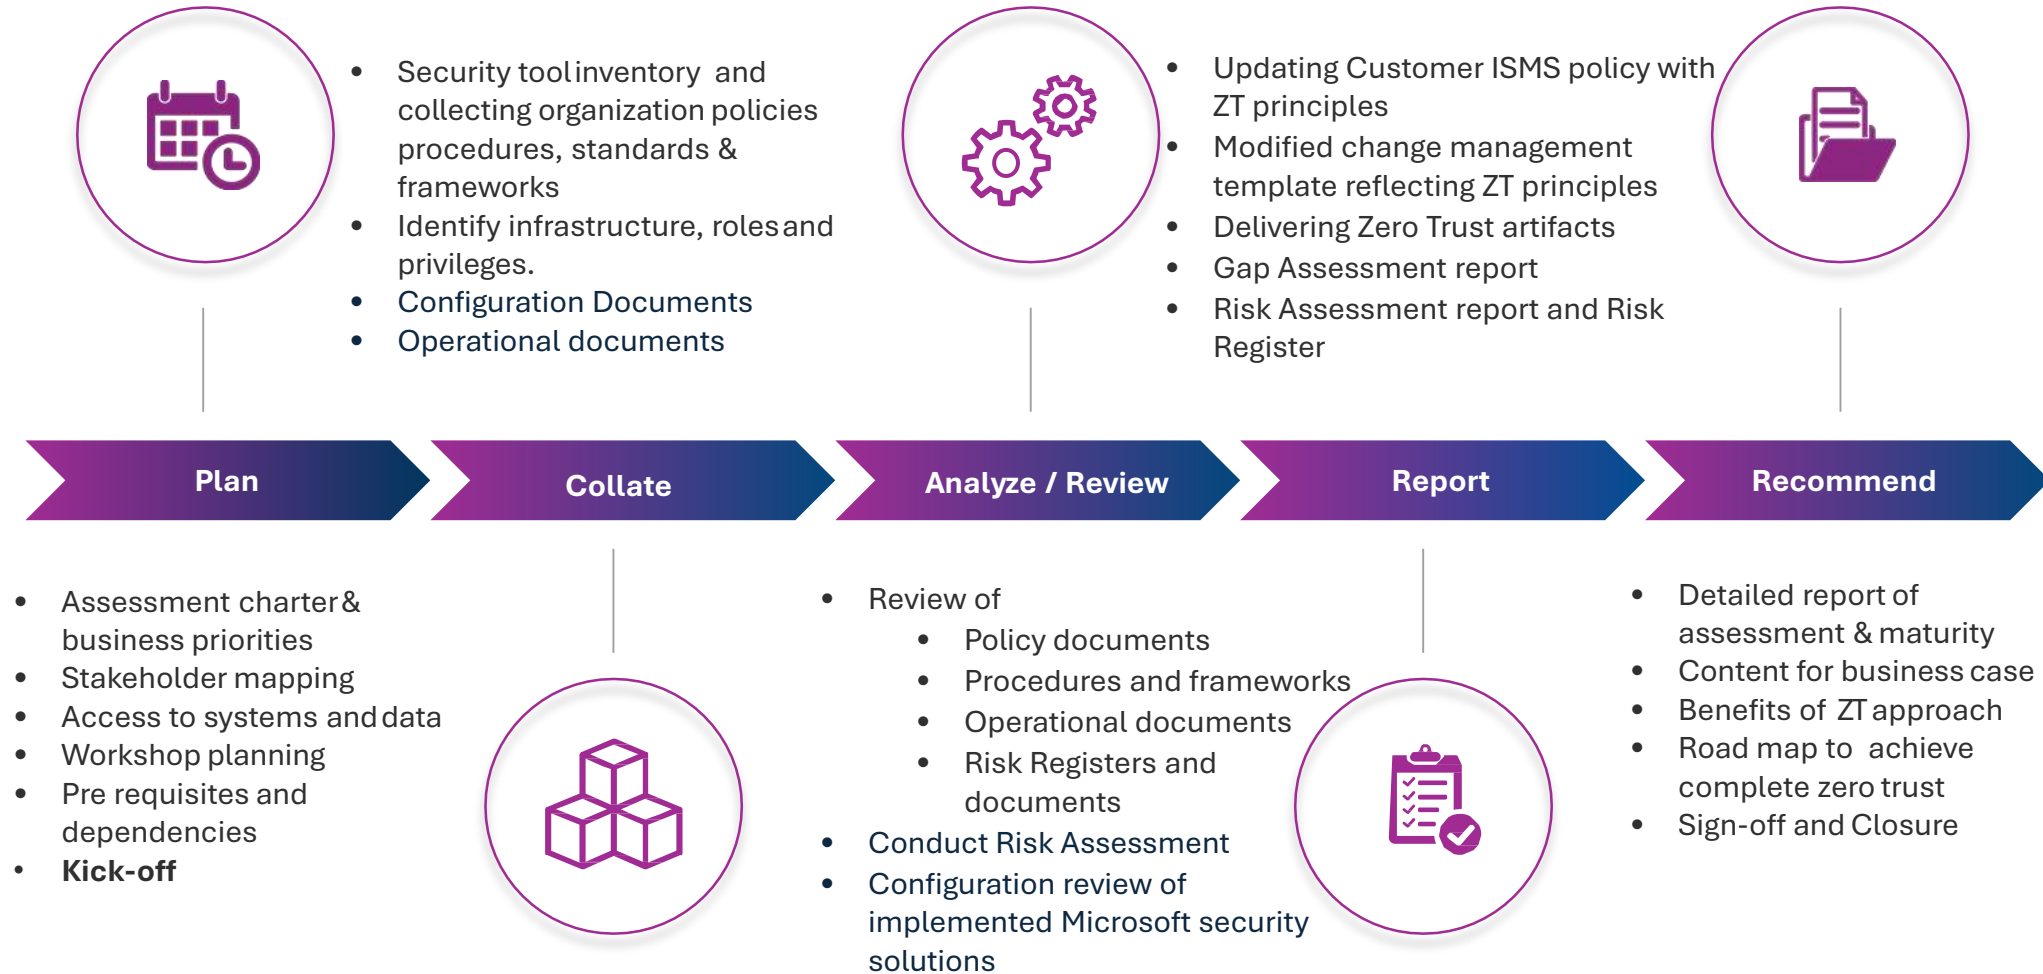 Security tool inventory and
collecting organization policies
procedures, standards &
frameworks
Identify infrastructure, roles and
privileges.
Configuration Documents
Operational documents
Updating Customer ISMS policy with
ZT principles
Modified change management
template reflecting ZT principles
Delivering Zero Trust artifacts
Gap Assessment report
Risk Assessment report and Risk
Register
Plan
Collate
Analyze / Review
Report
Recommend
Assessment charter &
business priorities
Stakeholder mapping
Access to systems and data
Workshop planning
Pre requisites and
dependencies
Kick-off
Review of
Policy documents
Procedures and frameworks
Operational documents
Risk Registers and
documents
Conduct Risk Assessment
Configuration review of
implemented Microsoft security
solutions
Detailed report of
assessment & maturity
Content for business case
Benefits of ZT approach
Road map to achieve
complete zero trust
Sign-off and Closure